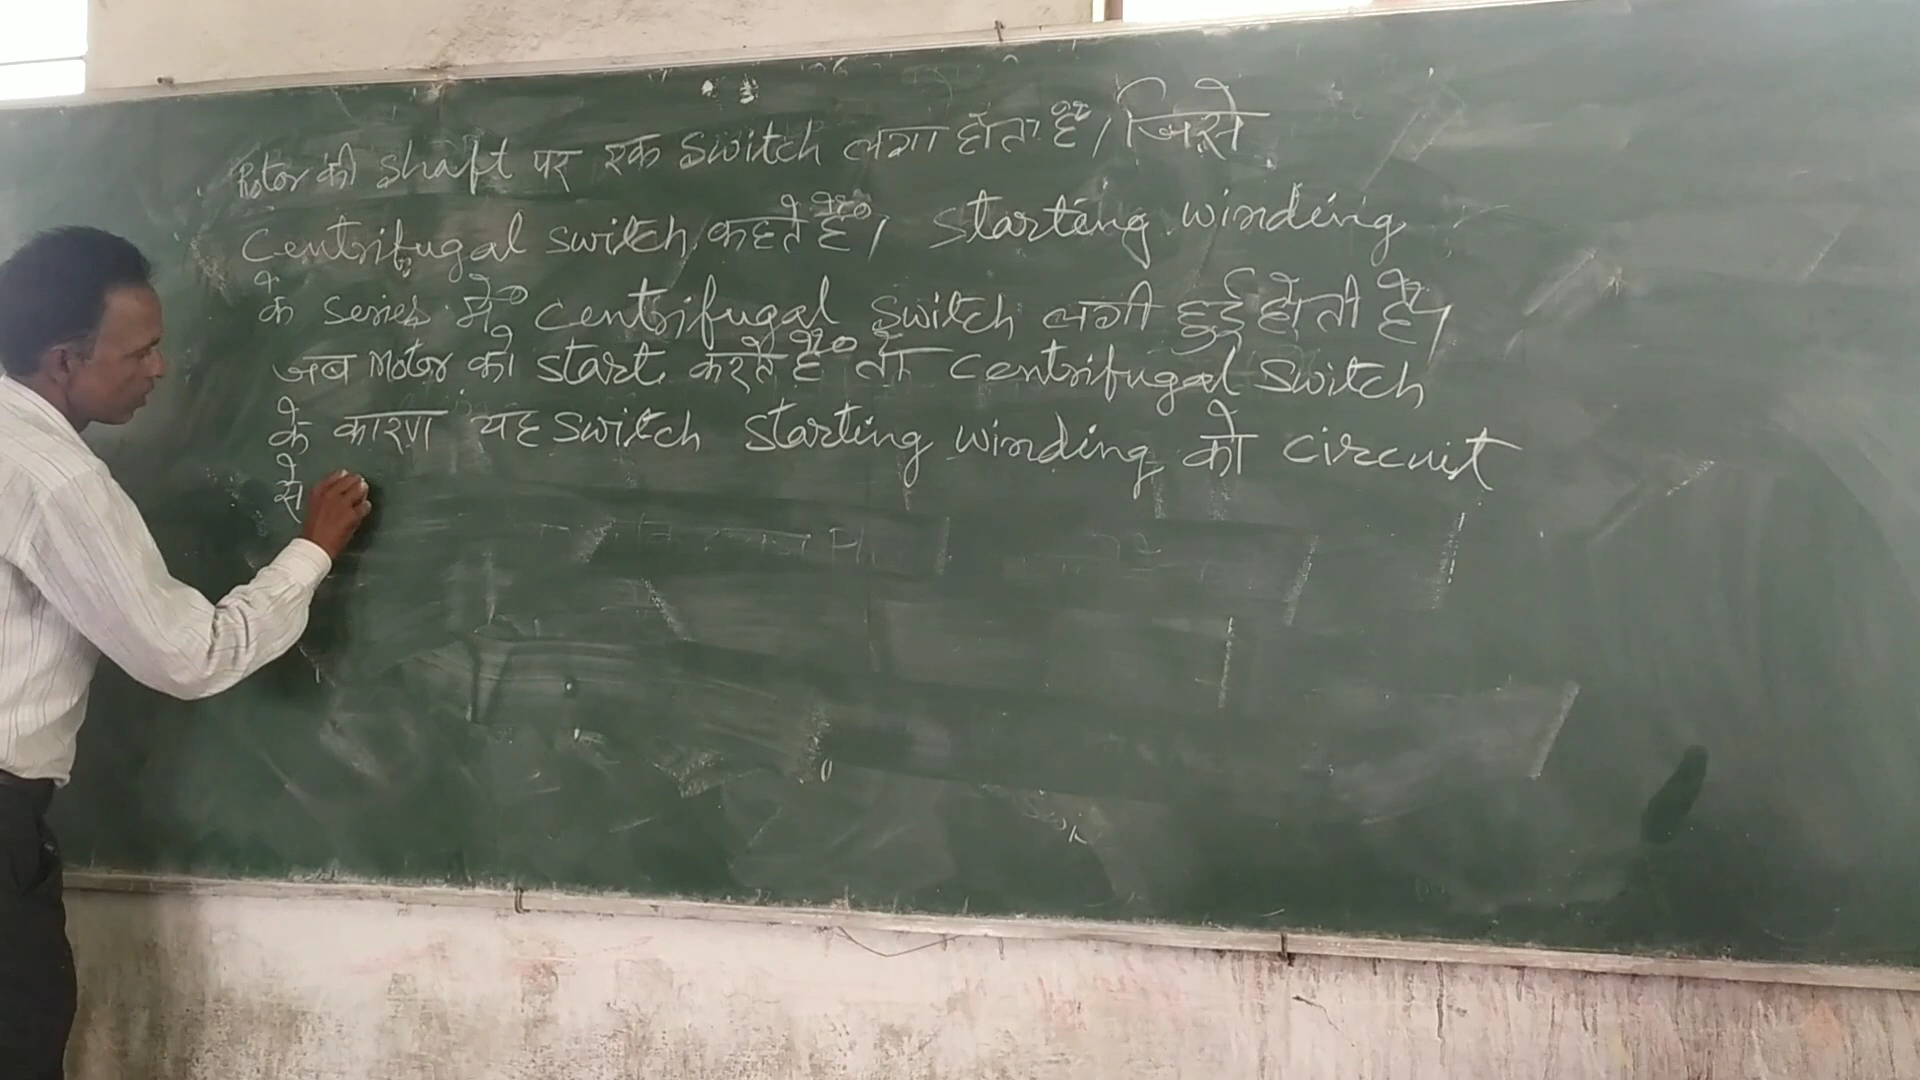 Rotor की shaft पर एक switch लगा होता है, जिसे
Centrifugal switch कहते हैं। starting winding
के series में centrifugal switch लगी हुई होती है।
जब Motor को start करते हैं तो centrifugal switch
के कारण यह switch starting winding को circuit
से